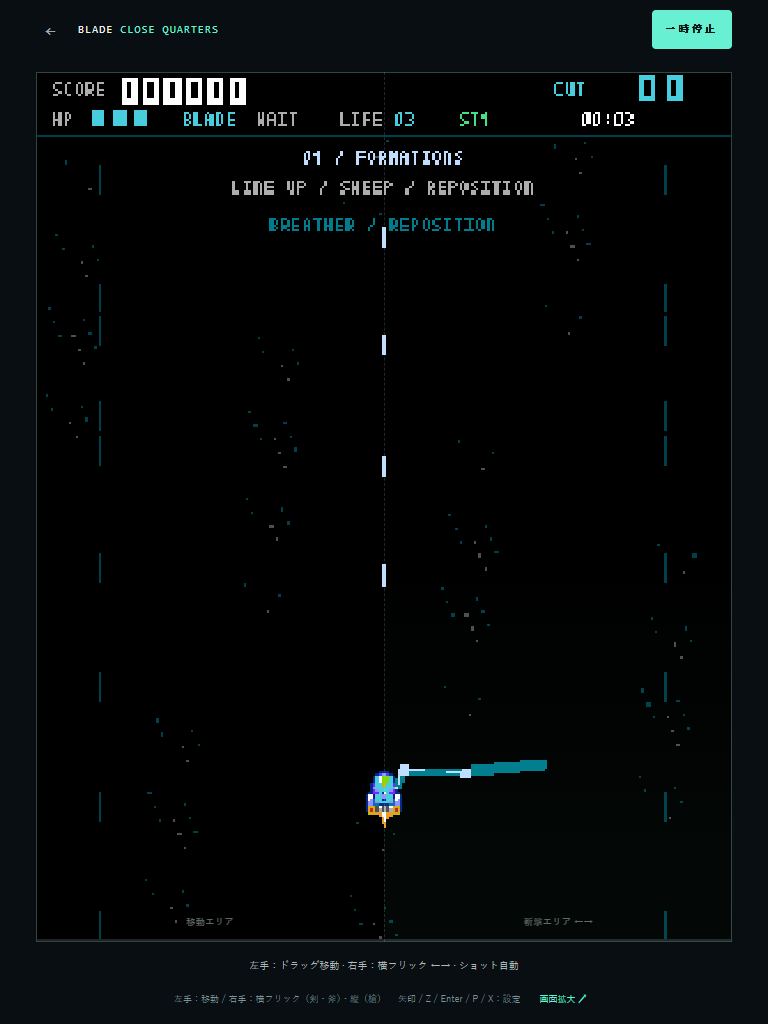 ← BLADE CLOSE QUARTERS 一時停止
SCORE 000000 CUT 00
HP BLADE WAIT LIFE 03 ST1 00:03
01 / FORMATIONS
LINE UP / SWEEP / REPOSITION
BREATHER / REPOSITION
移動エリア 斬撃エリア ←→
左手：ドラッグ移動・右手：横フリック ←→・ショット自動
左手：移動 / 右手：横フリック（剣・斧）・縦（槍） 矢印 / Z / Enter / P / X：設定 画面拡大